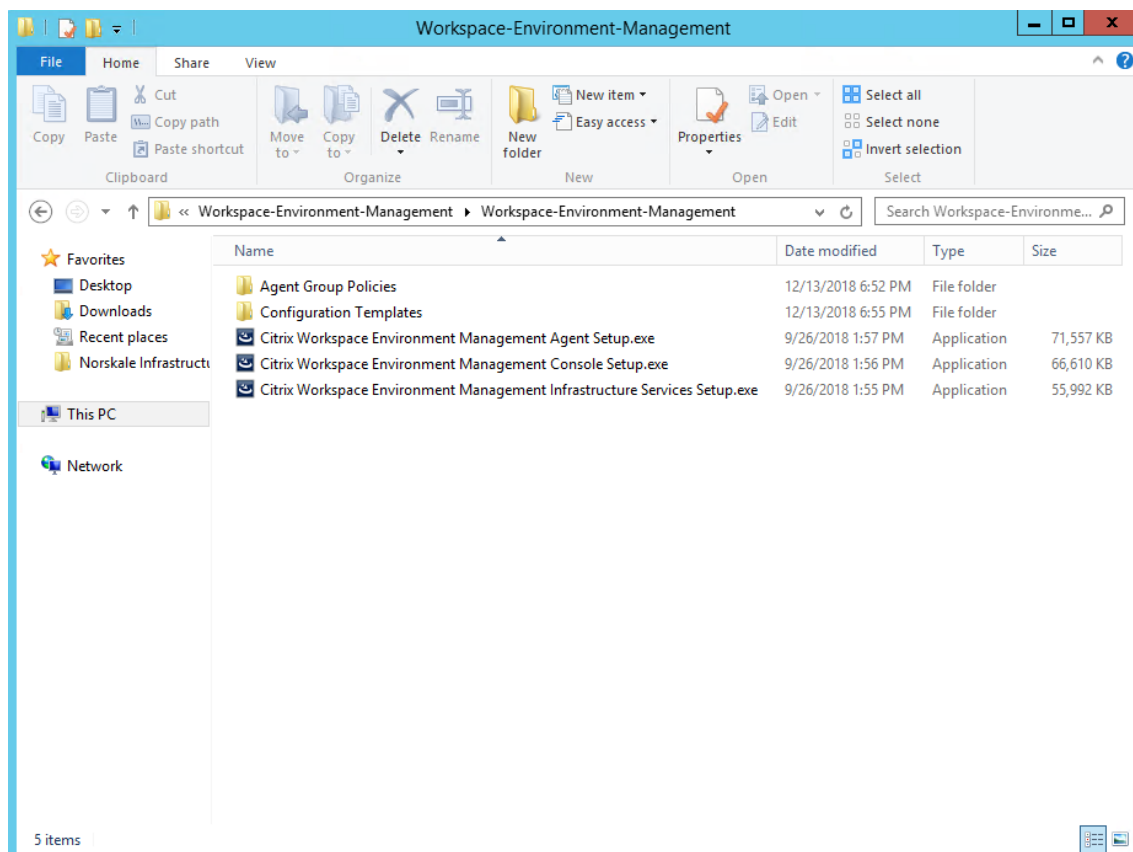 Workspace-Environment-Management
File Home Share View
Copy
Paste
Cut
Copy path
Paste shortcut
Clipboard
Move to
Copy to
Delete
Rename
Organize
New folder
New item
Easy access
New
Properties
Open
Edit
Open
Select all
Select none
Invert selection
Select
« Workspace-Environment-Management Workspace-Environment-Management
Search Workspace-Environme...
Favorites
Desktop
Downloads
Recent places
Norskale Infrastructu
This PC
Network
Name Date modified Type Size
Agent Group Policies 12/13/2018 6:52 PM File folder
Configuration Templates 12/13/2018 6:55 PM File folder
Citrix Workspace Environment Management Agent Setup.exe 9/26/2018 1:57 PM Application 71,557 KB
Citrix Workspace Environment Management Console Setup.exe 9/26/2018 1:56 PM Application 66,610 KB
Citrix Workspace Environment Management Infrastructure Services Setup.exe 9/26/2018 1:55 PM Application 55,992 KB
5 items